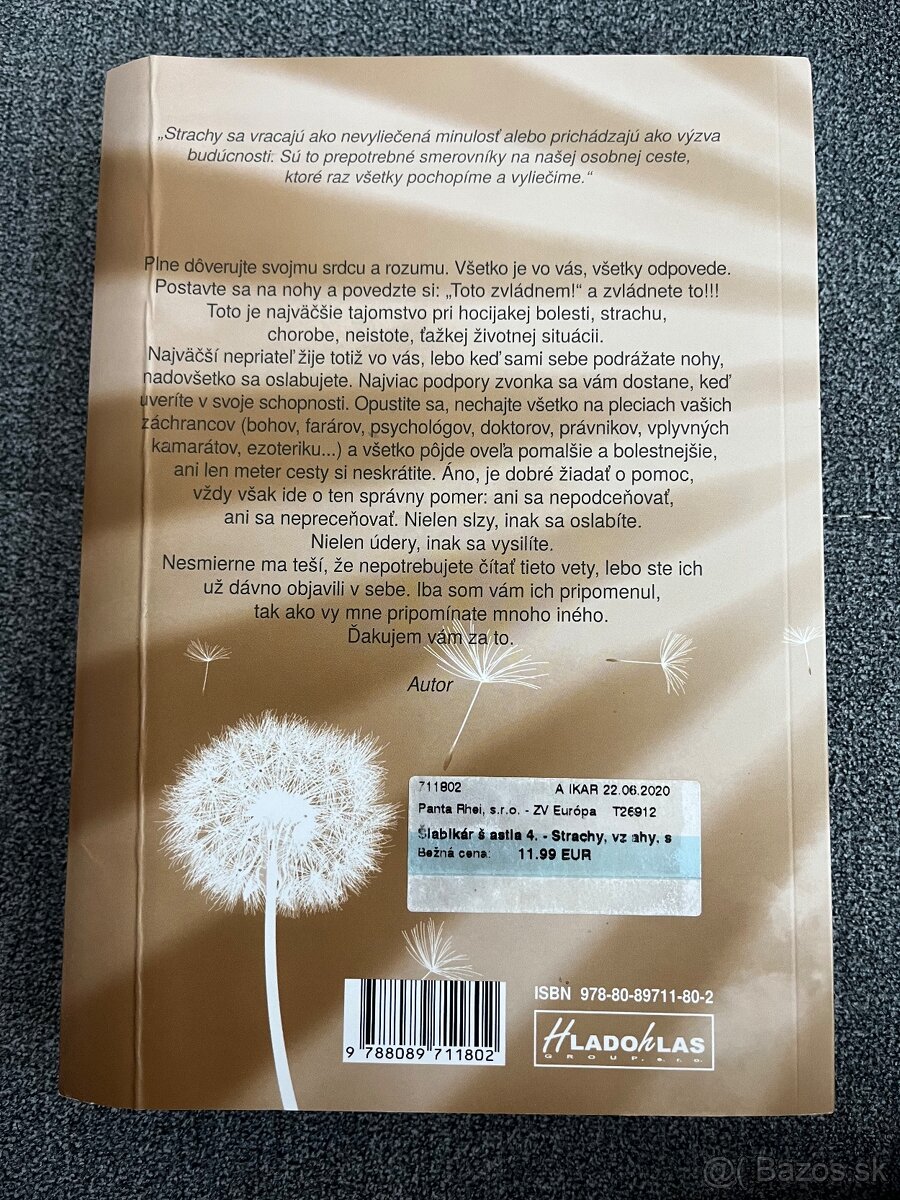 „Strachy sa vracajú ako nevyliečená minulosť alebo prichádzajú ako výzva
budúcnosti. Sú to prepotrebné smerovníky na našej osobnej ceste,
ktoré raz všetky pochopíme a vyliečime.“
Plne dôverujte svojmu srdcu a rozumu. Všetko je vo vás, všetky odpovede.
Postavte sa na nohy a povedzte si: „Toto zvládnem!“ a zvládnete to!!!
Toto je najväčšie tajomstvo pri hocijakej bolesti, strachu,
chorobe, neistote, ťažkej životnej situácii.
Najväčší nepriateľ žije totiž vo vás, lebo keď sami sebe podrážate nohy,
nadovšetko sa oslabujete. Najviac podpory zvonka sa vám dostane, keď
uveríte v svoje schopnosti. Opustite sa, nechajte všetko na pleciach vašich
záchrancov (bohov, farárov, psychológov, doktorov, právnikov, vplyvných
kamarátov, ezoteriku...) a všetko pôjde oveľa pomalšie a bolestnejšie,
ani len meter cesty si neskrátite. Áno, je dobré žiadať o pomoc,
vždy však ide o ten správny pomer: ani sa nepodceňovať,
ani sa nepreceňovať. Nielen slzy, inak sa oslabíte.
Nielen údery, inak sa vysilíte.
Nesmierne ma teší, že nepotrebujete čítať tieto vety, lebo ste ich
už dávno objavili v sebe. Iba som vám ich pripomenul,
tak ako vy mne pripomínate mnoho iného.
Ďakujem vám za to.
Autor
711802 A IKAR 22.06.2020
Panta Rhei, s.r.o. - ZV Európa T26912
Šlabikár š astia 4. - Strachy, vz ahy, s
Bežná cena: 11.99 EUR
ISBN 978-80-89711-80-2
9 788089 711802
HLADOhLAS
GROUP, s.r.o.
@( Bazos.sk